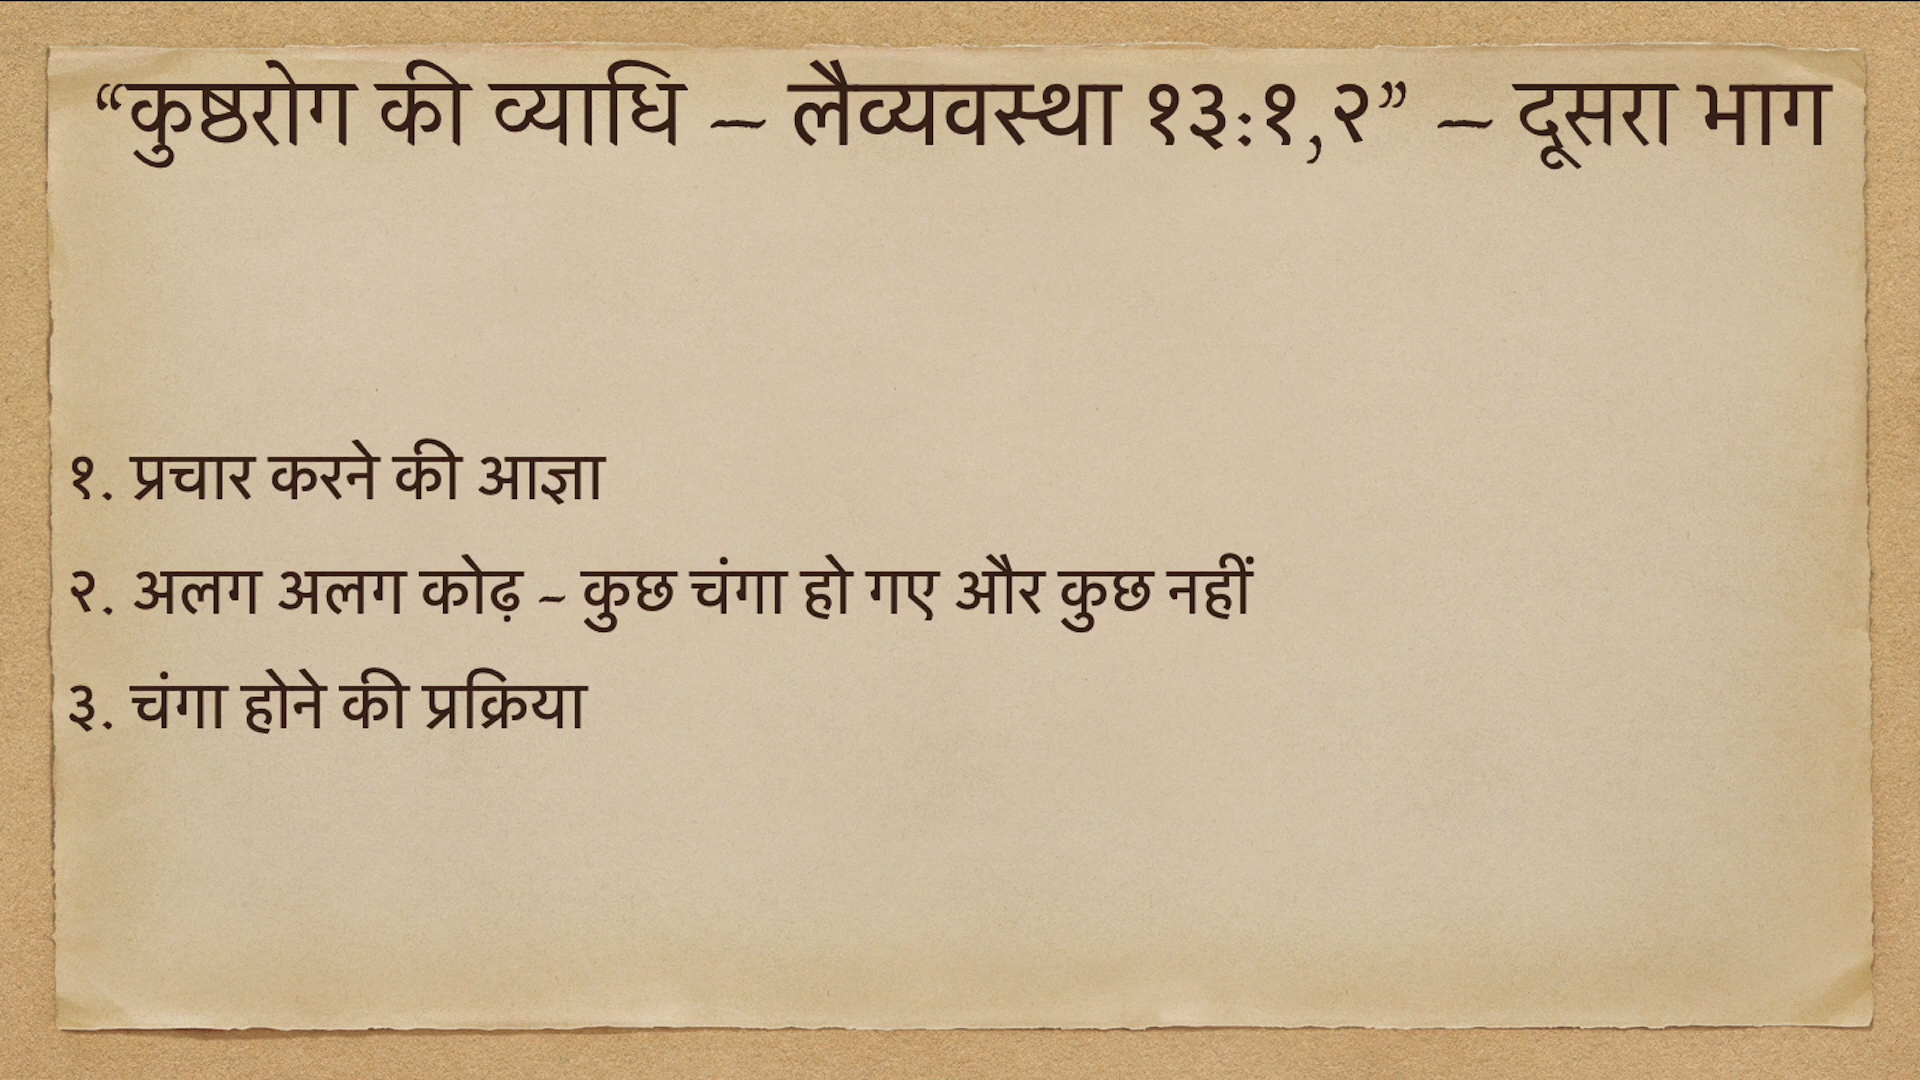 “कुष्ठरोग की व्याधि – लैव्यवस्था १३:१,२” – दूसरा भाग
१. प्रचार करने की आज्ञा
२. अलग अलग कोढ़ - कुछ चंगा हो गए और कुछ नहीं
३. चंगा होने की प्रक्रिया